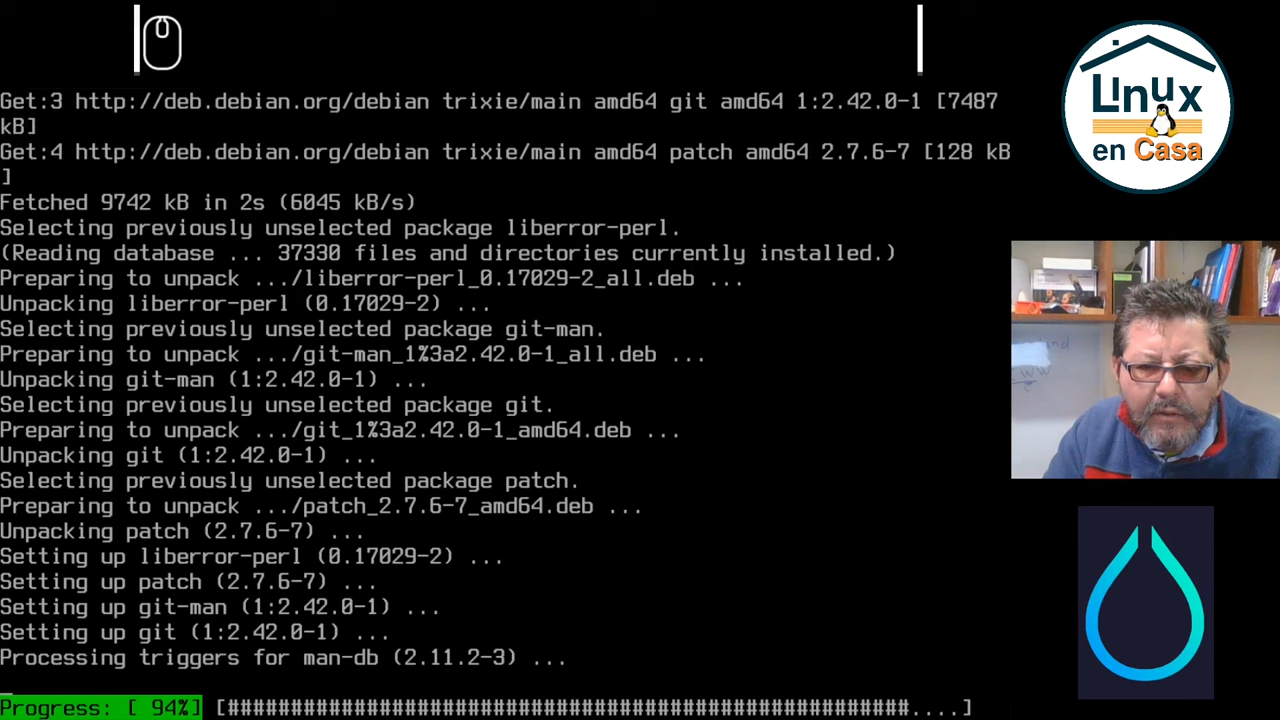 Get:3 http://deb.debian.org/debian trixie/main amd64 git amd64 1:2.42.0-1 [7487
kB]
Get:4 http://deb.debian.org/debian trixie/main amd64 patch amd64 2.7.6-7 [128 kB
]
Fetched 9742 kB in 2s (6045 kB/s)
Selecting previously unselected package liberror-perl.
(Reading database ... 37330 files and directories currently installed.)
Preparing to unpack .../liberror-perl_0.17029-2_all.deb ...
Unpacking liberror-perl (0.17029-2) ...
Selecting previously unselected package git-man.
Preparing to unpack .../git-man_1%3a2.42.0-1_all.deb ...
Unpacking git-man (1:2.42.0-1) ...
Selecting previously unselected package git.
Preparing to unpack .../git_1%3a2.42.0-1_amd64.deb ...
Unpacking git (1:2.42.0-1) ...
Selecting previously unselected package patch.
Preparing to unpack .../patch_2.7.6-7_amd64.deb ...
Unpacking patch (2.7.6-7) ...
Setting up liberror-perl (0.17029-2) ...
Setting up patch (2.7.6-7) ...
Setting up git-man (1:2.42.0-1) ...
Setting up git (1:2.42.0-1) ...
Processing triggers for man-db (2.11.2-3) ...
Progress: [ 94%] [######################################################....]
Linux
en Casa